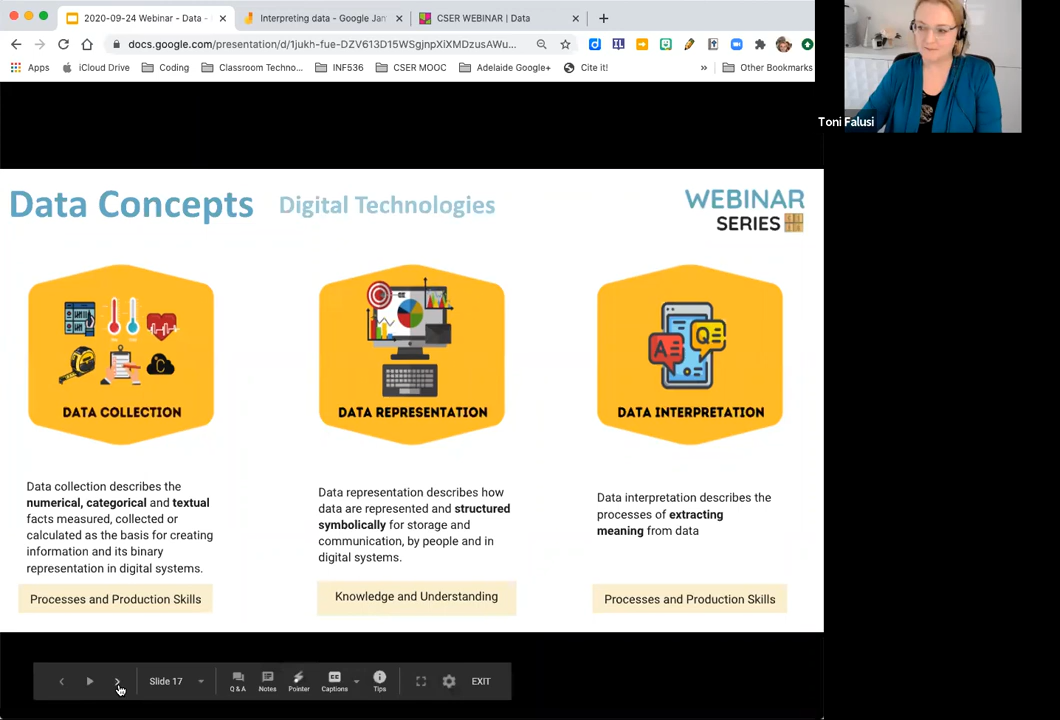 2020-09-24 Webinar - Data -
Interpreting data - Google Jan
CSER WEBINAR | Data
docs.google.com/presentation/d/1jukh-fue-DZV613D15WSgjnpXiXMDzusAWu...
Apps
iCloud Drive
Coding
Classroom Techno...
INF536
CSER MOOC
Adelaide Google+
Cite it!
»
Other Bookmarks
Toni Falusi
Data Concepts
Digital Technologies
WEBINAR
SERIES
DATA COLLECTION
DATA REPRESENTATION
A
Q
DATA INTERPRETATION
Data collection describes the
numerical, categorical and textual
facts measured, collected or
calculated as the basis for creating
information and its binary
representation in digital systems.
Processes and Production Skills
Data representation describes how
data are represented and structured
symbolically for storage and
communication, by people and in
digital systems.
Knowledge and Understanding
Data interpretation describes the
processes of extracting
meaning from data
Processes and Production Skills
Slide 17
Q & A
Notes
Pointer
Captions
Tips
EXIT